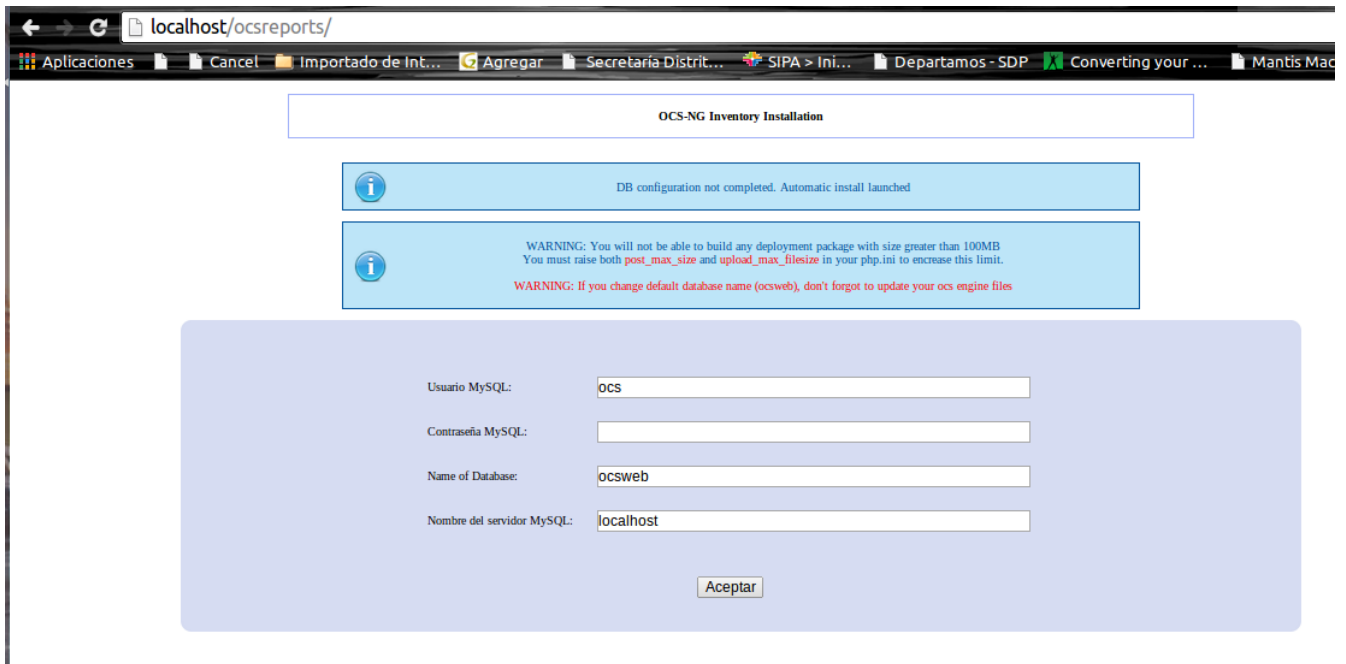 localhost/ocsreports/
Aplicaciones Cancel Importado de Int... Agregar Secretaría Distrit... SIPA > Ini... Departamos - SDP Converting your ... Mantis Mac
OCS-NG Inventory Installation
DB configuration not completed. Automatic install launched
WARNING: You will not be able to build any deployment package with size greater than 100MB
You must raise both post_max_size and upload_max_filesize in your php.ini to encrease this limit.
WARNING: If you change default database name (ocsweb), don't forgot to update your ocs engine files
Usuario MySQL: ocs
Contraseña MySQL:
Name of Database: ocsweb
Nombre del servidor MySQL: localhost
Aceptar